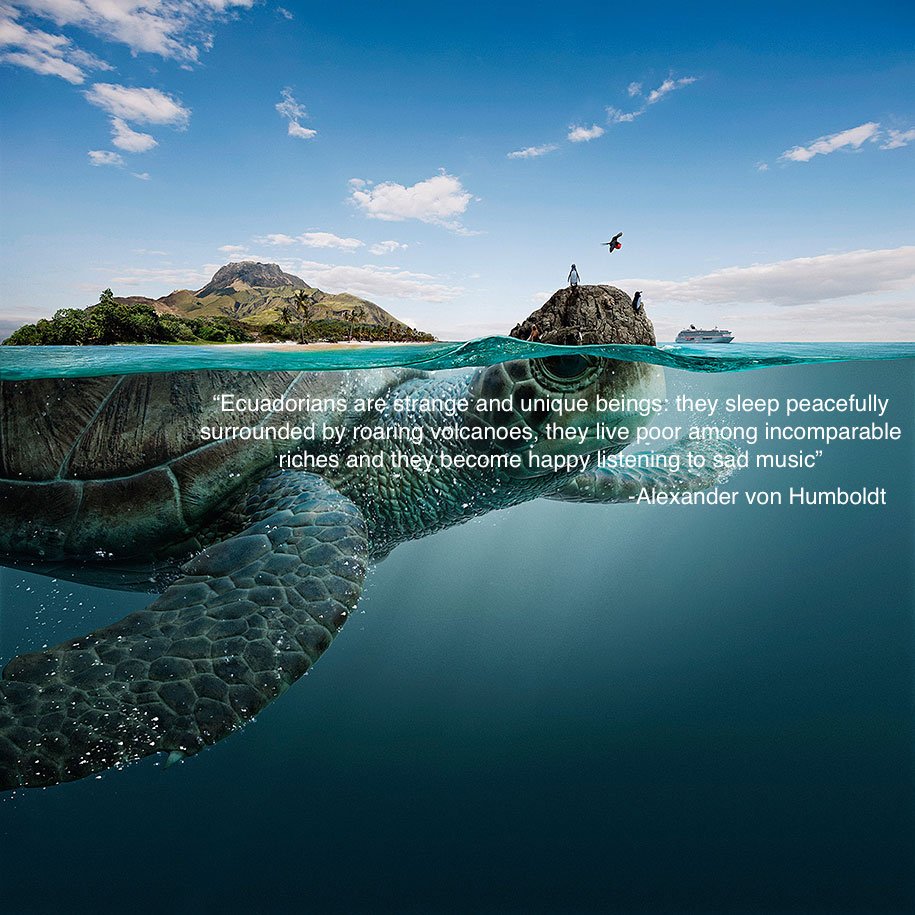 “Ecuadorians are strange and unique beings: they sleep peacefully
surrounded by roaring volcanoes, they live poor among incomparable
riches and they become happy listening to sad music”
-Alexander von Humboldt